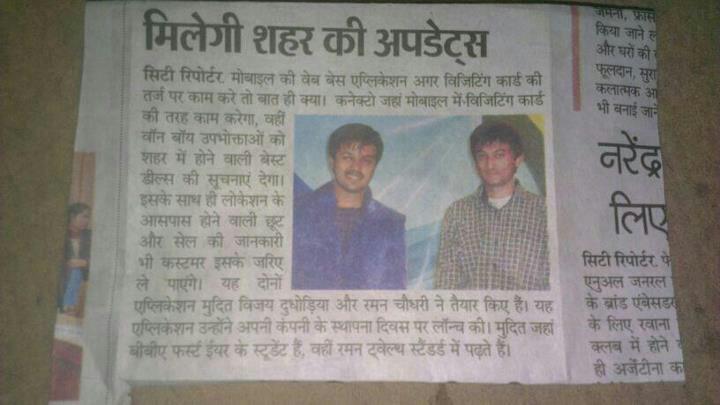 मिलेगी शहर की अपडेट्स
सिटी रिपोर्टर. मोबाइल की वेब बेस एप्लिकेशन अगर विजिटिंग कार्ड की
तर्ज पर काम करे तो बात ही क्या। कनेक्टो जहां मोबाइल में-विजिटिंग कार्ड
की तरह काम करेगा, वहीं
वॉन बॉय उपभोक्ताओं को
शहर में होने वाली बेस्ट
डील्स की सूचनाएं देगा।
इसके साथ ही लोकेशन के
आसपास होने वाली छूट
और सेल की जानकारी
भी कस्टमर इसके जरिए
ले पाएंगे। यह दोनों
एप्लिकेशन मुदित विजय दुधोड़िया और रमन चौधरी ने तैयार किए हैं। यह
एप्लिकेशन उन्होंने अपनी कंपनी के स्थापना दिवस पर लॉन्च की। मुदित जहां
बीबीए फर्स्ट ईयर के स्टूडेंट हैं, वहीं रमन ट्वेल्थ स्टैंडर्ड में पढ़ते हैं।
जमनी, फ्रांस
किया जाने ल
और घरों की
फूलदान, सुरा
कलात्मक आ
भी बनाई जान
नरेंद्र
लिए
सिटी रिपोर्टर. फे
एनुअल जनरल
के ब्रांड एंबेसडर
के लिए रवाना
क्लब में होने
ही अर्जेंटीना क